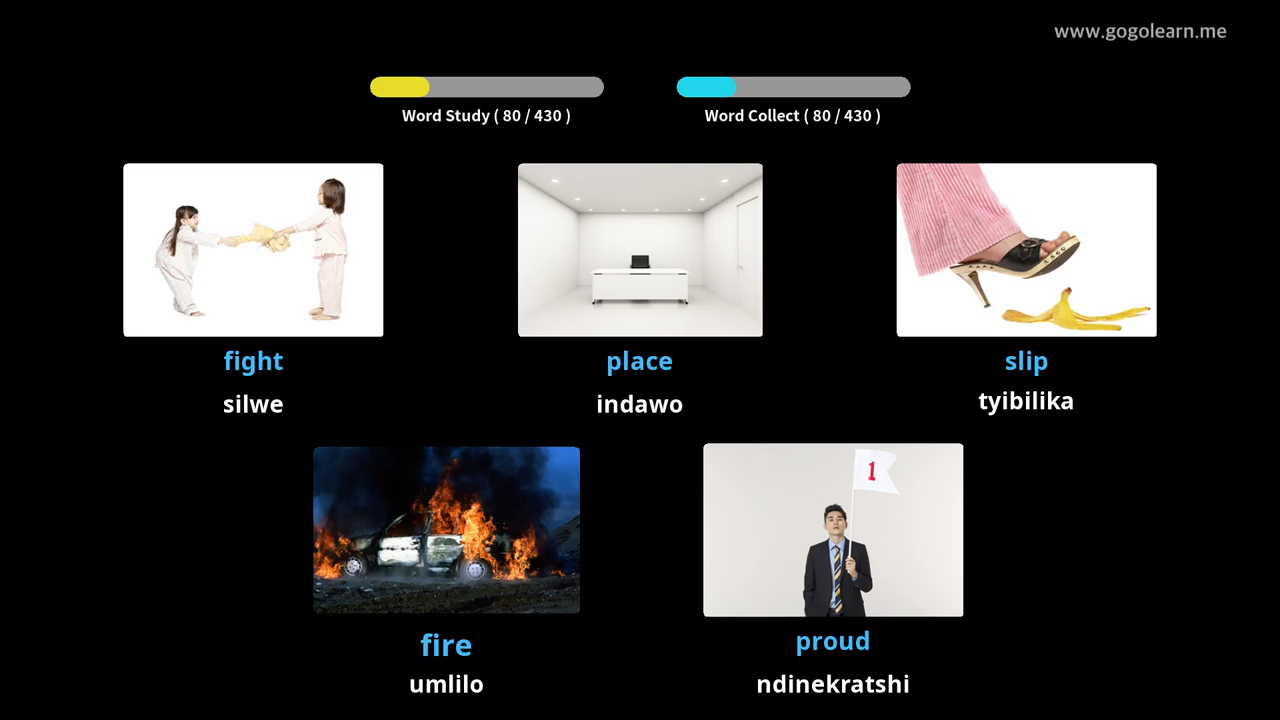 www.gogolearn.me
Word Study ( 80 / 430 )
Word Collect ( 80 / 430 )
fight
silwe
place
indawo
slip
tyibilika
1
fire
umlilo
proud
ndinekratshi